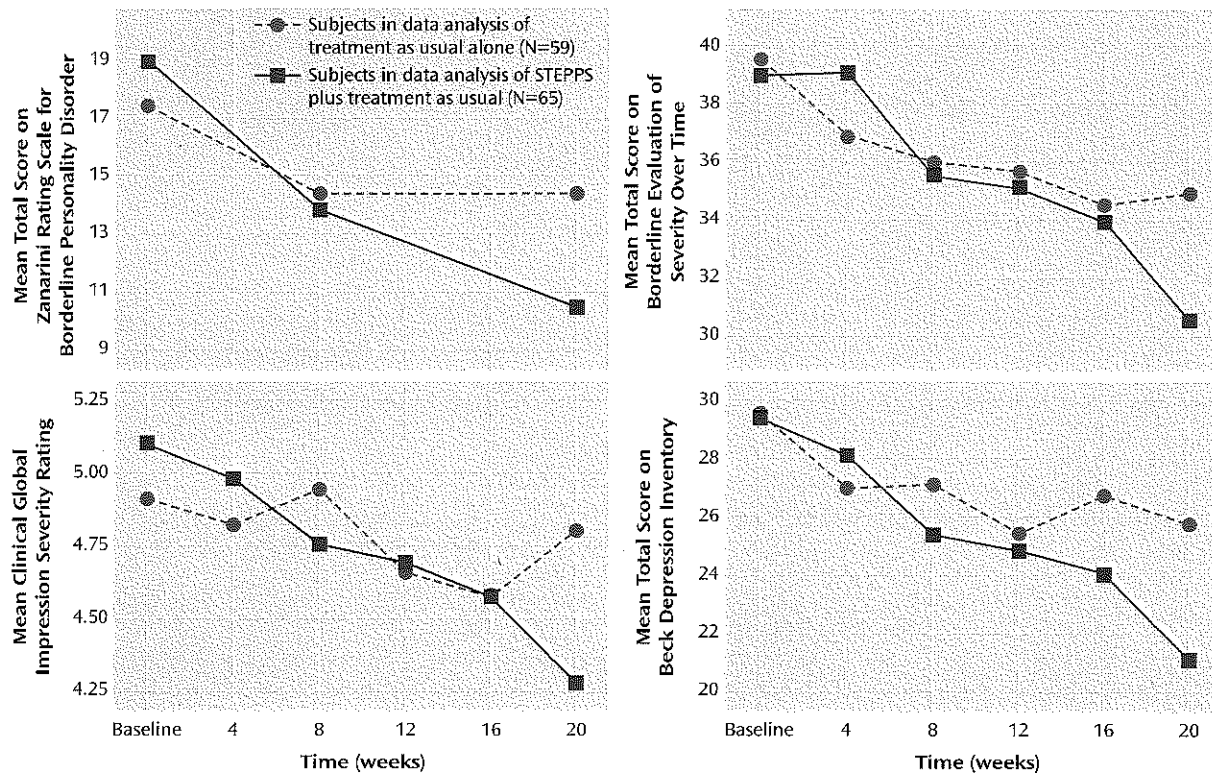 Subjects in data analysis of
treatment as usual alone (N=59)
Subjects in data analysis of STEPPS
plus treatment as usual (N=65)
Mean Total Score on
Zanarini Rating Scale for
Borderline Personality Disorder
19
17
15
13
11
9
Mean Total Score on
Borderline Evaluation of
Severity Over Time
40
38
36
34
32
30
Mean Clinical Global
Impression Severity Rating
5.25
5.00
4.75
4.50
4.25
Baseline 4 8 12 16 20
Time (weeks)
Mean Total Score on
Beck Depression Inventory
30
28
26
24
22
20
Baseline 4 8 12 16 20
Time (weeks)